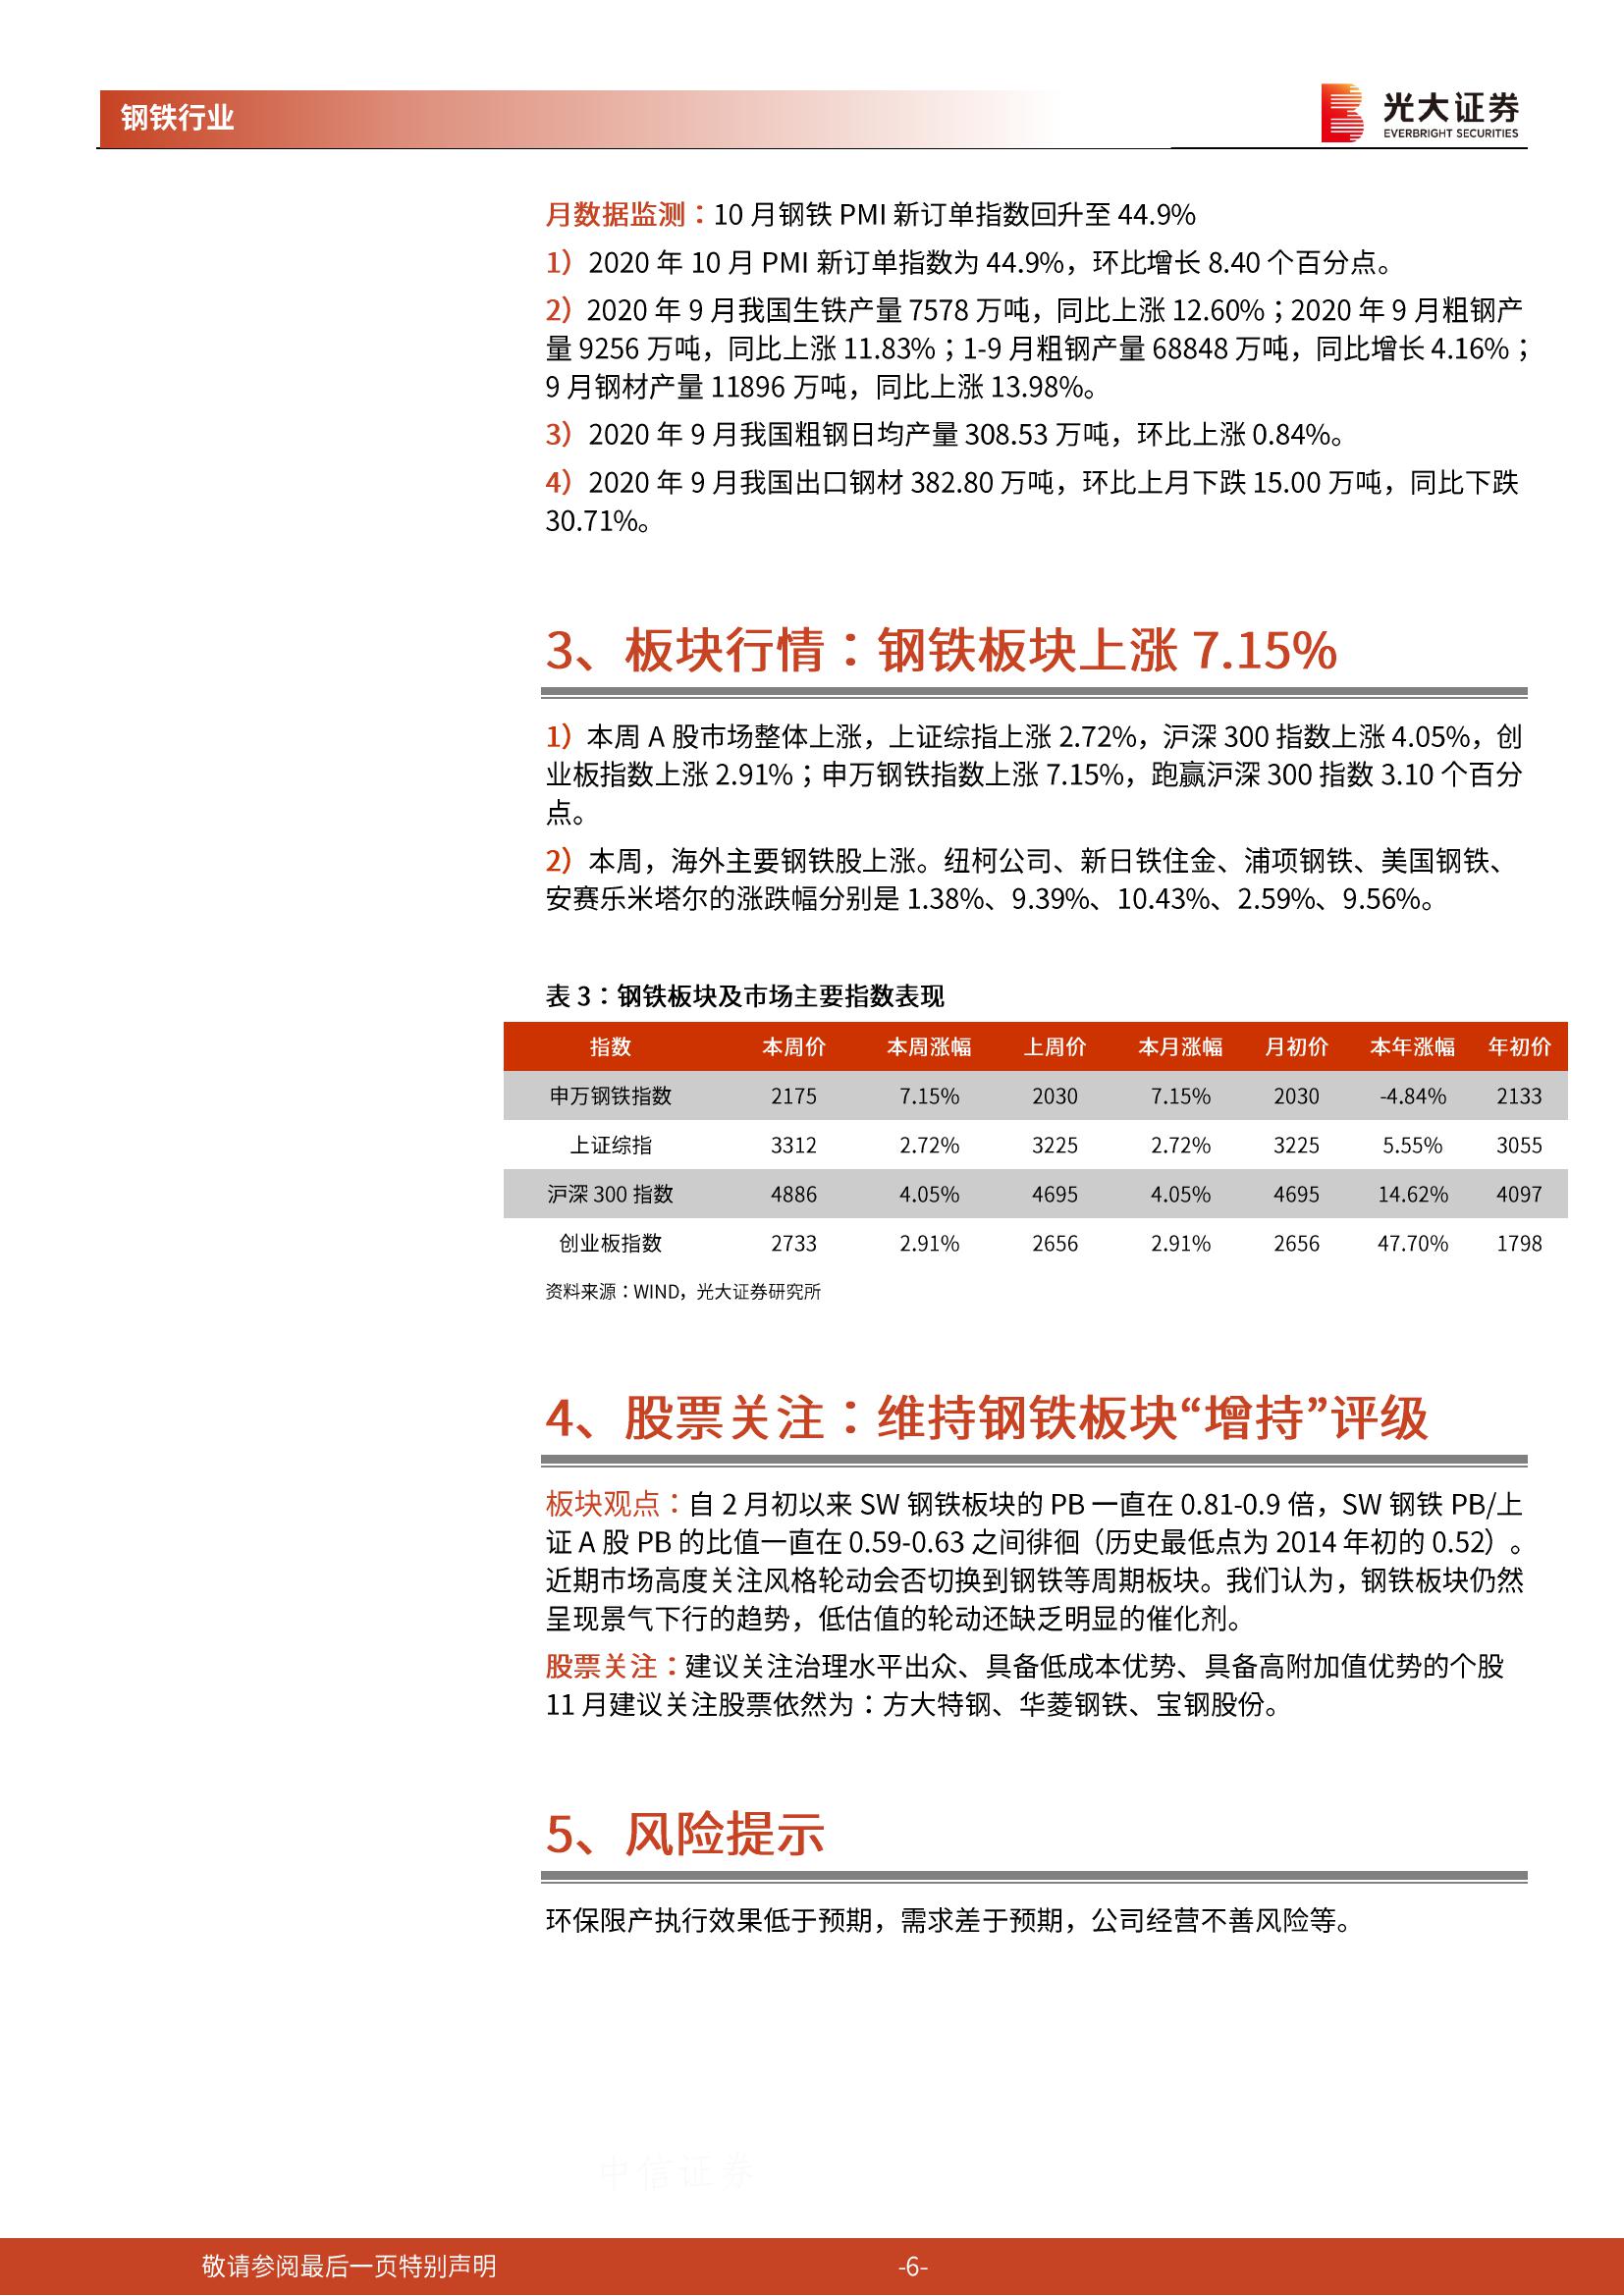 钢铁行业
光大证券
EVERBRIGHT SECURITIES
月数据监测：10 月钢铁 PMI 新订单指数回升至 44.9%
1）2020 年 10 月 PMI 新订单指数为 44.9%，环比增长 8.40 个百分点。
2）2020 年 9 月我国生铁产量 7578 万吨，同比上涨 12.60%；2020 年 9 月粗钢产
量 9256 万吨，同比上涨 11.83%；1-9 月粗钢产量 68848 万吨，同比增长 4.16%；
9 月钢材产量 11896 万吨，同比上涨 13.98%。
3）2020 年 9 月我国粗钢日均产量 308.53 万吨，环比上涨 0.84%。
4）2020 年 9 月我国出口钢材 382.80 万吨，环比上月下跌 15.00 万吨，同比下跌
30.71%。
3、板块行情：钢铁板块上涨 7.15%
1）本周 A 股市场整体上涨，上证综指上涨 2.72%，沪深 300 指数上涨 4.05%，创
业板指数上涨 2.91%；申万钢铁指数上涨 7.15%，跑赢沪深 300 指数 3.10 个百分
点。
2）本周，海外主要钢铁股上涨。纽柯公司、新日铁住金、浦项钢铁、美国钢铁、
安赛乐米塔尔的涨跌幅分别是 1.38%、9.39%、10.43%、2.59%、9.56%。
表 3：钢铁板块及市场主要指数表现
指数 本周价 本周涨幅 上周价 本月涨幅 月初价 本年涨幅 年初价
申万钢铁指数 2175 7.15% 2030 7.15% 2030 -4.84% 2133
上证综指 3312 2.72% 3225 2.72% 3225 5.55% 3055
沪深 300 指数 4886 4.05% 4695 4.05% 4695 14.62% 4097
创业板指数 2733 2.91% 2656 2.91% 2656 47.70% 1798
资料来源：WIND，光大证券研究所
4、股票关注：维持钢铁板块“增持”评级
板块观点：自 2 月初以来 SW 钢铁板块的 PB 一直在 0.81-0.9 倍，SW 钢铁 PB/上
证 A 股 PB 的比值一直在 0.59-0.63 之间徘徊（历史最低点为 2014 年初的 0.52）。
近期市场高度关注风格轮动会否切换到钢铁等周期板块。我们认为，钢铁板块仍然
呈现景气下行的趋势，低估值的轮动还缺乏明显的催化剂。
股票关注：建议关注治理水平出众、具备低成本优势、具备高附加值优势的个股
11 月建议关注股票依然为：方大特钢、华菱钢铁、宝钢股份。
5、风险提示
环保限产执行效果低于预期，需求差于预期，公司经营不善风险等。
中信证券
敬请参阅最后一页特别声明
-6-